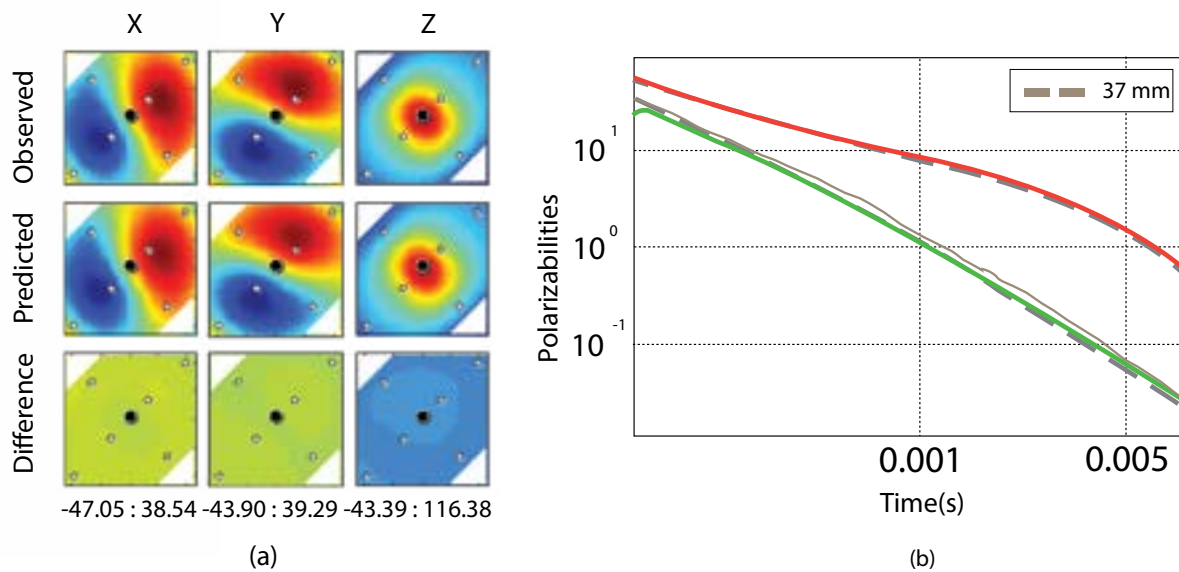 X Y Z
Observed
Predicted
Difference
-47.05 : 38.54 -43.90 : 39.29 -43.39 : 116.38
(a)
37 mm
Polarizabilities
10 1
10 0
10 -1
0.001 0.005
Time(s)
(b)